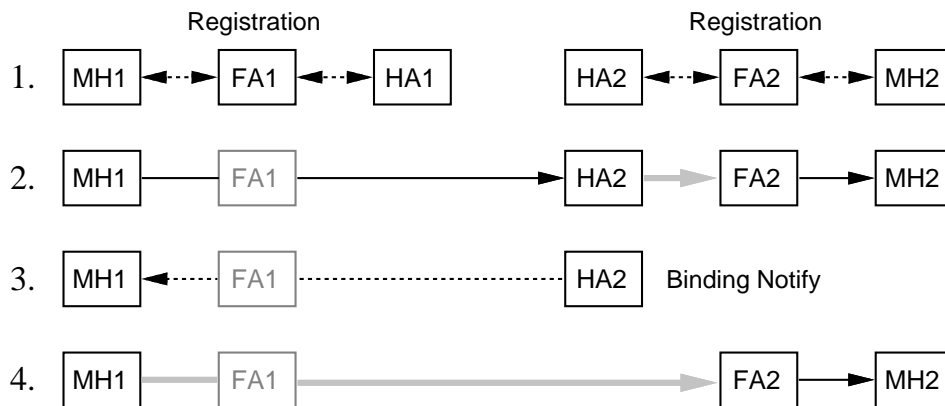 Registration Registration
1. MH1 FA1 HA1 HA2 FA2 MH2
2. MH1 FA1 HA2 FA2 MH2
3. MH1 FA1 HA2 Binding Notify
4. MH1 FA1 FA2 MH2